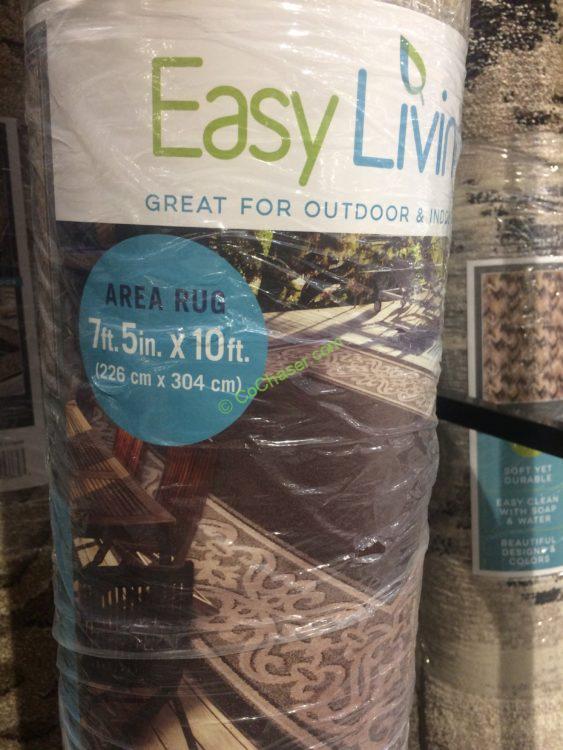 Easy Livin
GREAT FOR OUTDOOR &
AREA RUG
7ft. 5in. x 10ft.
(226 cm x 304 cm)
© CoChaser.com
SOFT YET
DURABLE
EASY CLEAN
WITH SOAP
& WATER
BEAUTIFUL
DESIGNS &
COLORS